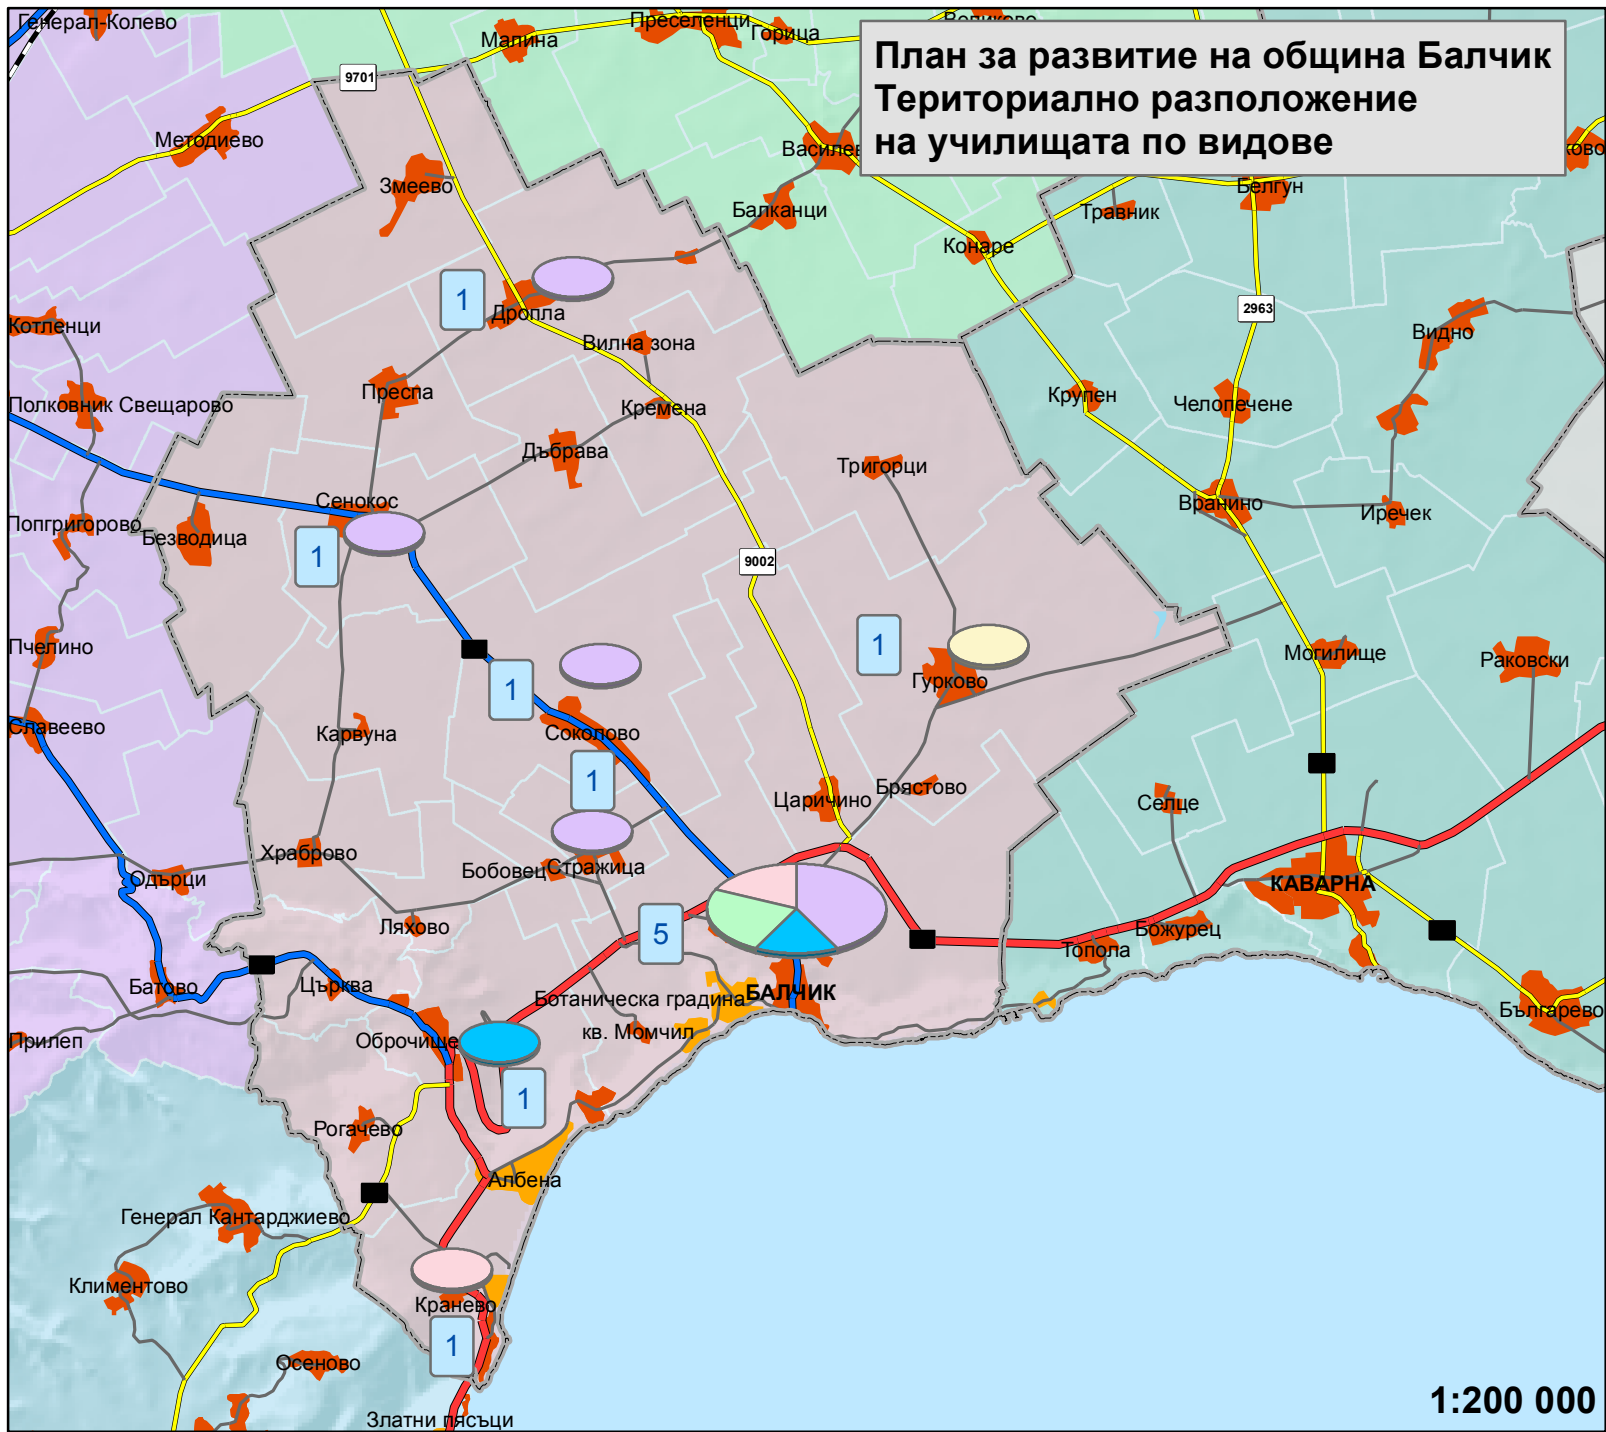 План за развитие на община Балчик
Териториално разположение
на училищата по видове
Генерал-Колево
Преселенци
Малина
Горица
9701
Методиево
Змеево
Балканци
Белгун
Травник
Конаре
1
Дропла
2963
Котленци
Вилна зона
Видно
Полковник Свещарово
Преспа
Кремена
Крупен
Челопечене
Дъбрава
Тригорци
Сенокос
Вранино
Иречек
Попгригорово
Безводица
1
9002
Пчелино
1
Гурково
Могилище
Раковски
1
Славеево
Карвуна
Соколово
1
Царичино
Брястово
Селце
Храброво
Бобовец
Стражица
Одърци
КАВАРНА
Ляхово
5
Божурец
Топола
Батово
Църква
Ботаническа градина
БАЛЧИК
Българево
Прилеп
Оброчище
кв. Момчил
1
Рогачево
Албена
Генерал Кантарджиево
Климентово
Кранево
1
Осеново
Златни пясъци
1:200 000